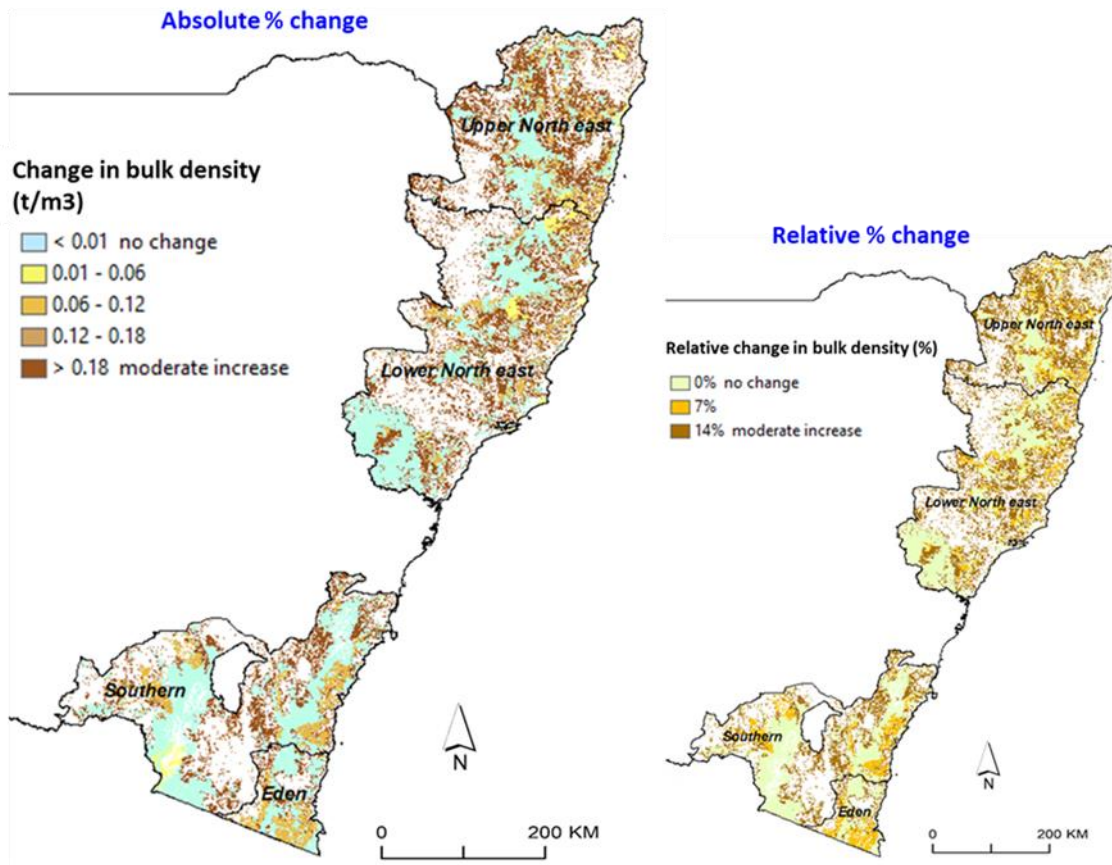 Absolute % change
Change in bulk density
(t/m3)
< 0.01 no change
0.01 - 0.06
0.06 - 0.12
0.12 - 0.18
> 0.18 moderate increase
Upper North east
Lower North east
Southern
Eden
N
0 200 KM
Relative % change
Relative change in bulk density (%)
0% no change
7%
14% moderate increase
Upper North east
Lower North east
Southern
Eden
N
0 200 KM